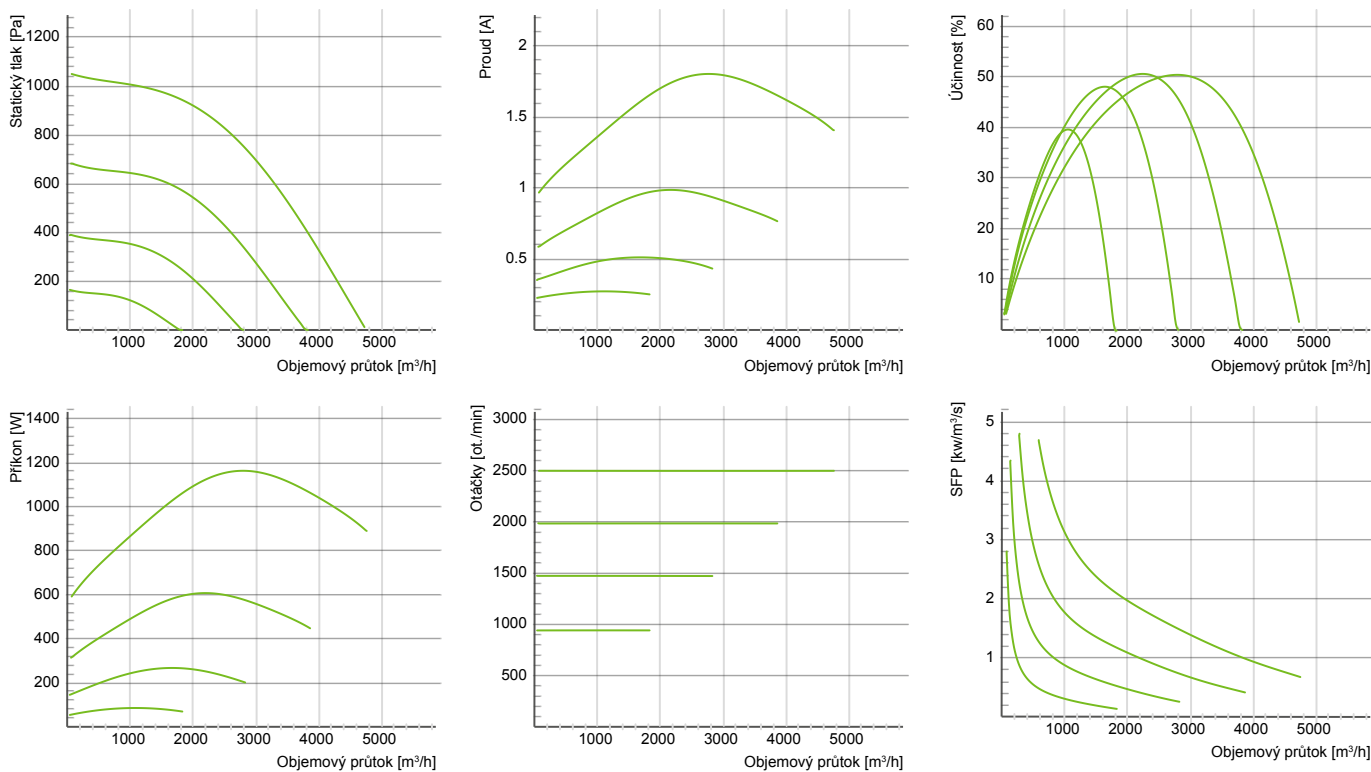 Statický tlak [Pa]
1200
1000
800
600
400
200
1000 2000 3000 4000 5000
Objemový průtok [m³/h]
Proud [A]
2
1.5
1
0.5
1000 2000 3000 4000 5000
Objemový průtok [m³/h]
Účinnost [%]
60
50
40
30
20
10
1000 2000 3000 4000 5000
Objemový průtok [m³/h]
Příkon [W]
1400
1200
1000
800
600
400
200
1000 2000 3000 4000 5000
Objemový průtok [m³/h]
Otáčky [ot./min]
3000
2500
2000
1500
1000
500
1000 2000 3000 4000 5000
Objemový průtok [m³/h]
SFP [kw/m³/s]
5
4
3
2
1
1000 2000 3000 4000 5000
Objemový průtok [m³/h]